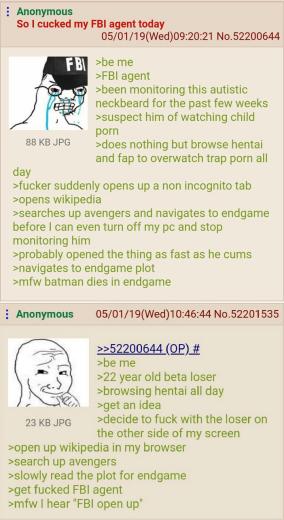 Anonymous
So I cucked my FBI agent today
05/01/19(Wed)09:20:21 No.52200644
FBI
88 KB JPG
>be me
>FBI agent
>been monitoring this autistic
neckbeard for the past few weeks
>suspect him of watching child
porn
>does nothing but browse hentai
and fap to overwatch trap porn all
day
>fucker suddenly opens up a non incognito tab
>opens wikipedia
>searches up avengers and navigates to endgame
before I can even turn off my pc and stop
monitoring him
>probably opened the thing as fast as he cums
>navigates to endgame plot
>mfw batman dies in endgame
Anonymous 05/01/19(Wed)10:46:44 No.52201535
23 KB JPG
>>52200644 (OP) #
>be me
>22 year old beta loser
>browsing hentai all day
>get an idea
>decide to fuck with the loser on
the other side of my screen
>open up wikipedia in my browser
>search up avengers
>slowly read the plot for endgame
>get fucked FBI agent
>mfw I hear "FBI open up"